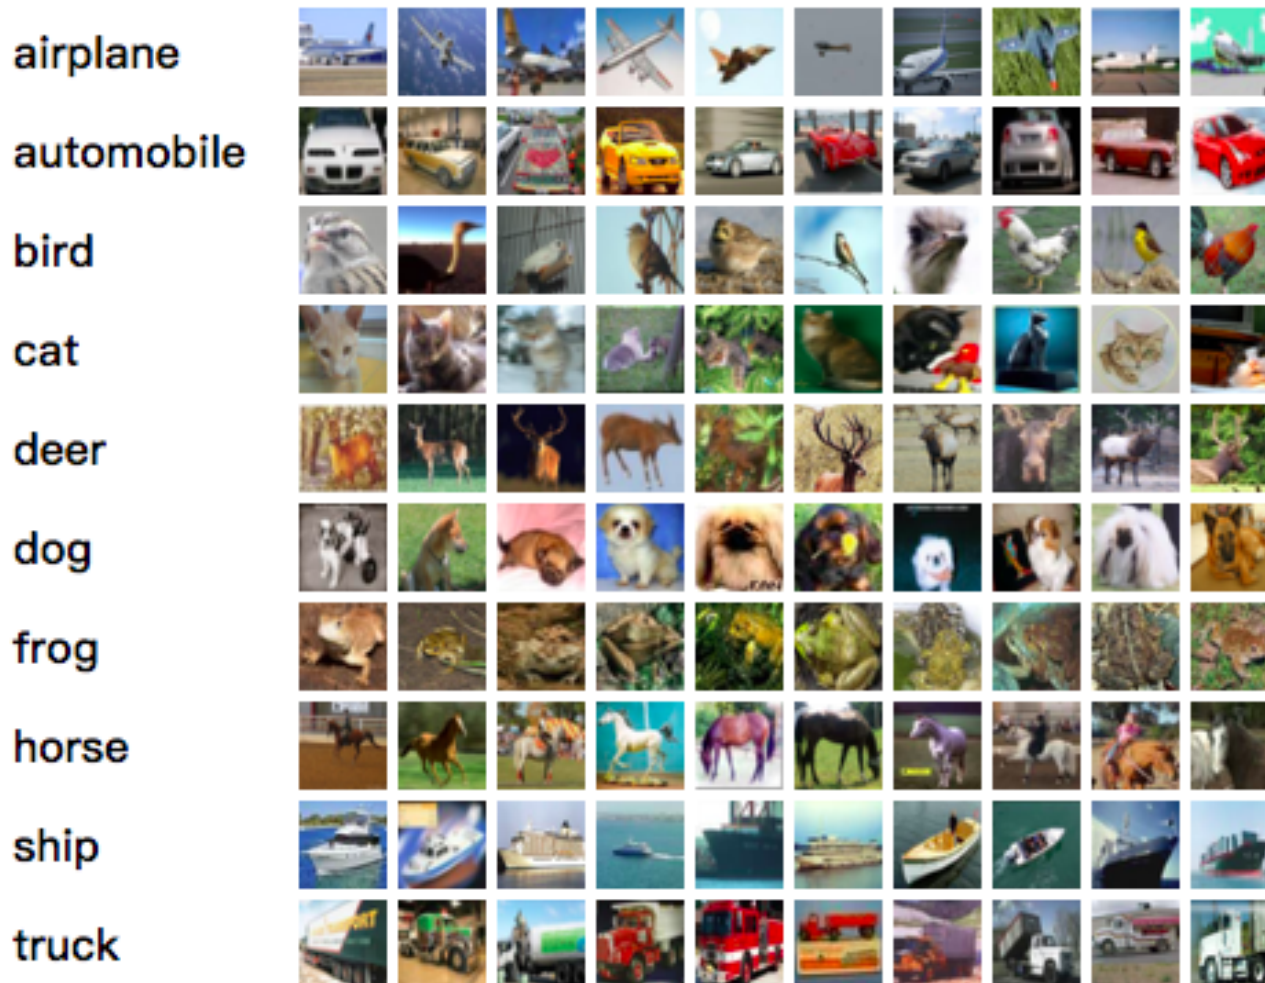 airplane
automobile
bird
cat
deer
dog
frog
horse
ship
truck